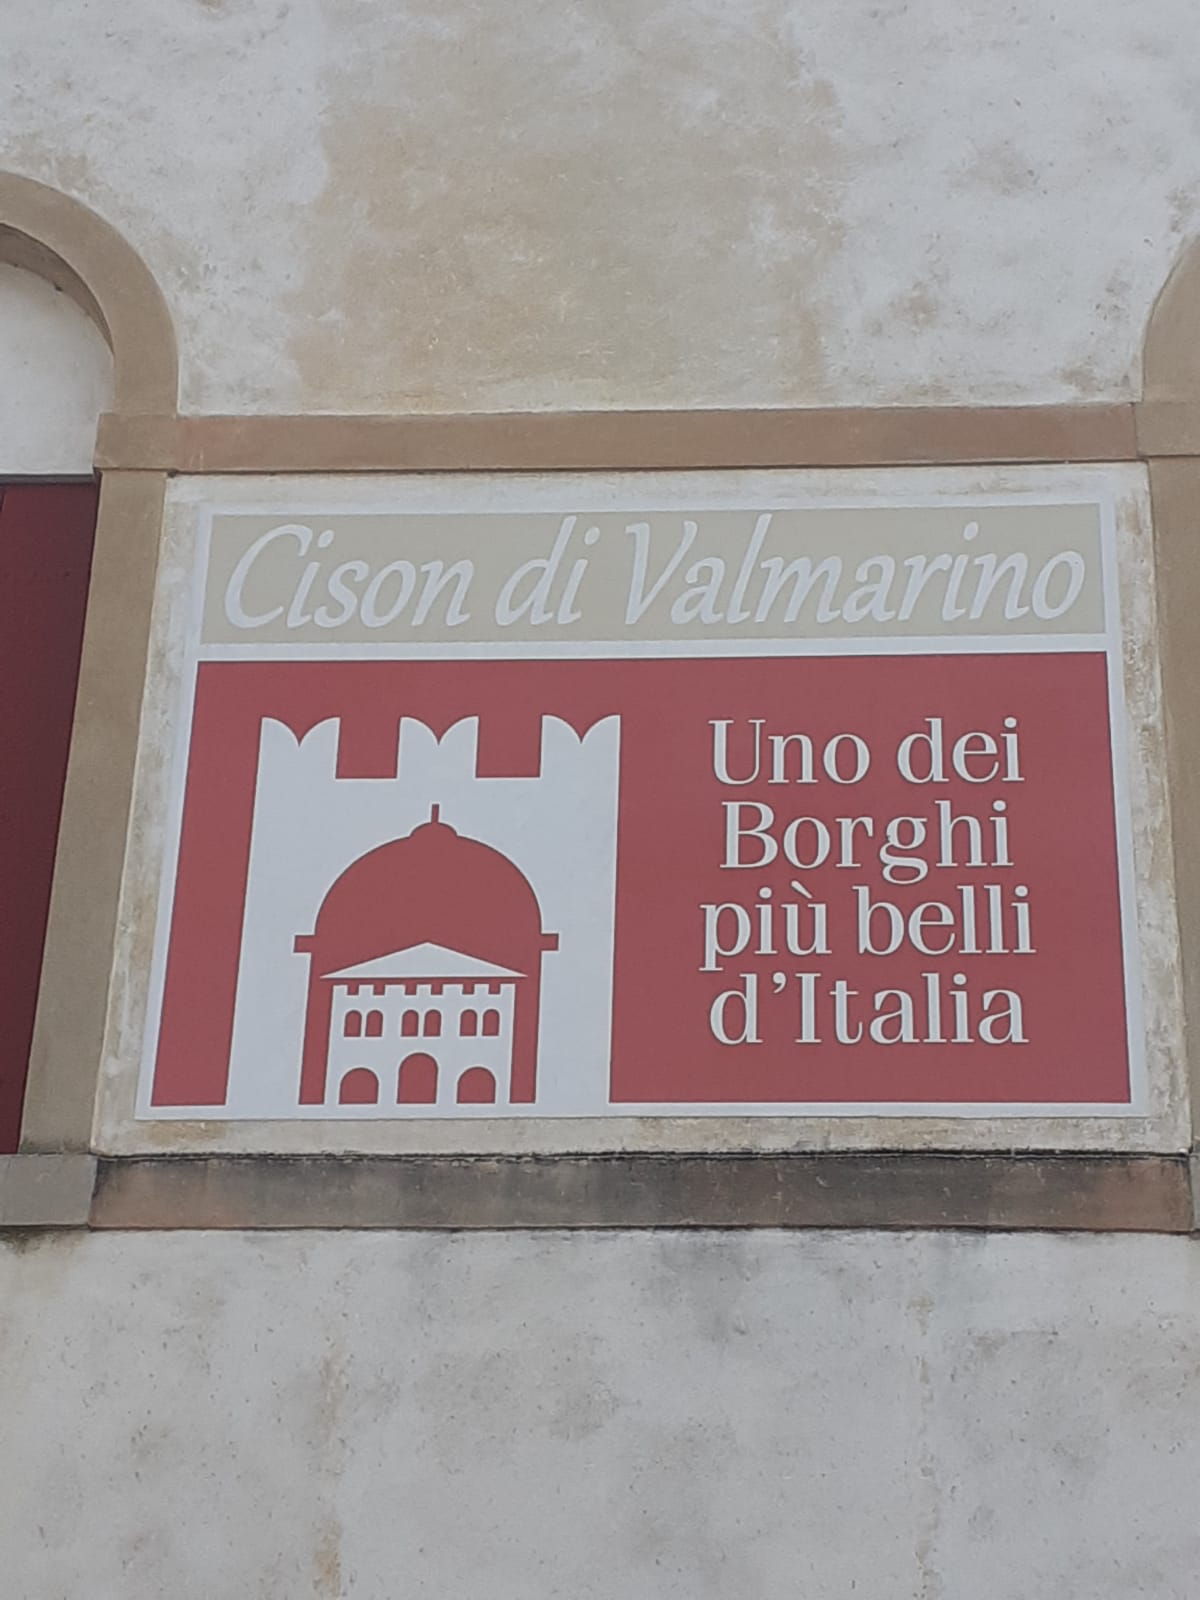 Cison di Valmarino
Uno dei
Borghi
più belli
d'Italia